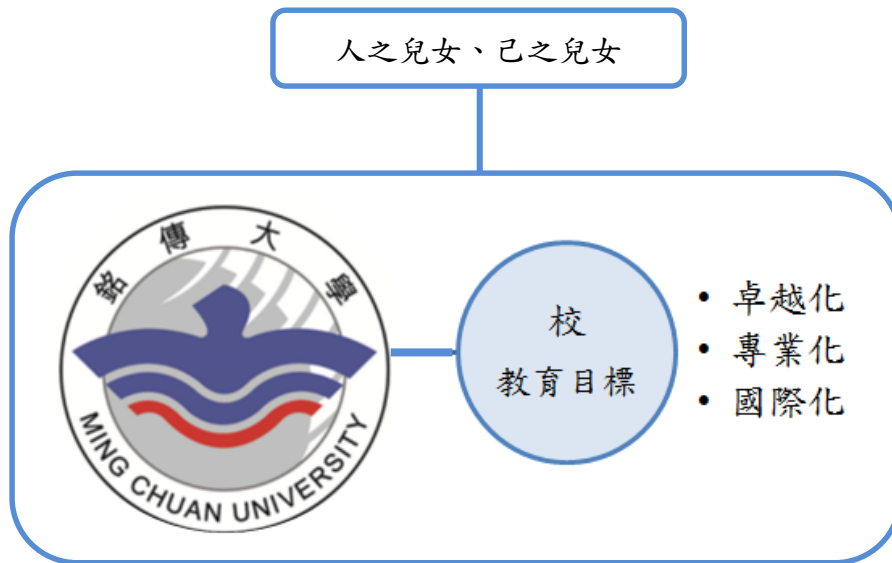 人之兒女、己之兒女
銘傳大學
MING CHUAN UNIVERSITY
校
教育目標
• 卓越化
• 專業化
• 國際化